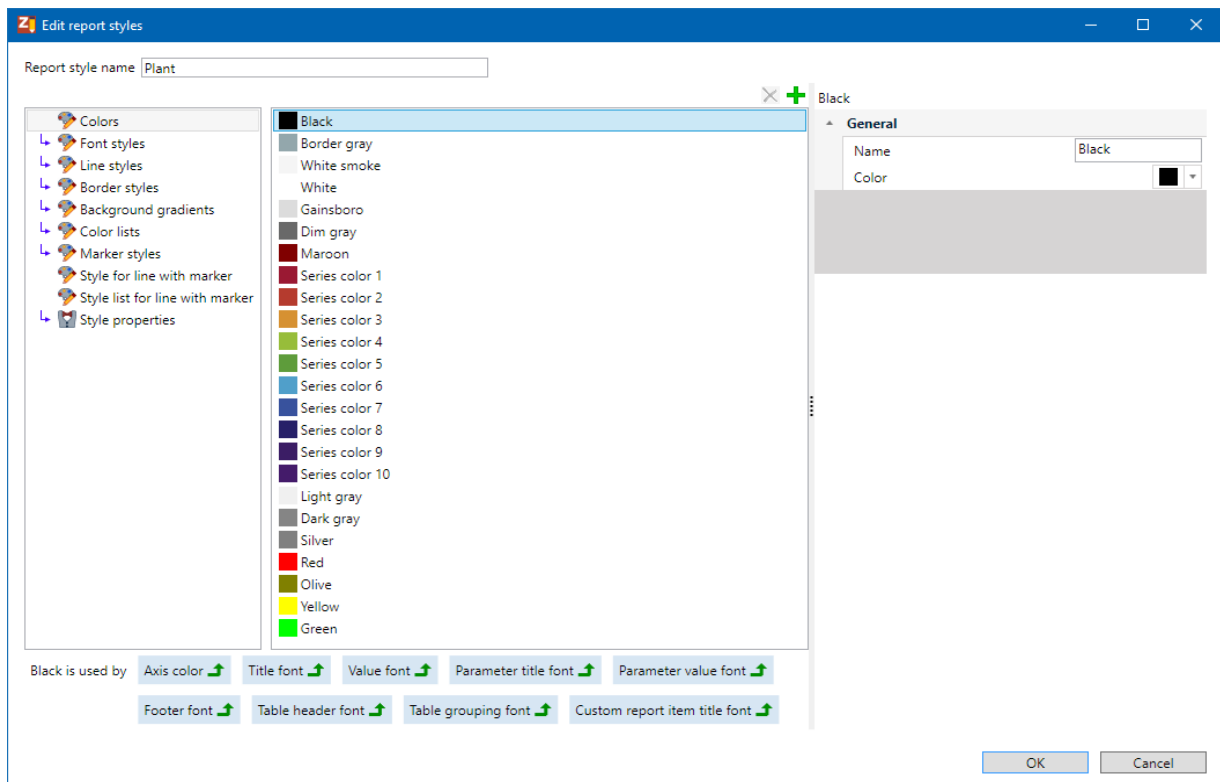 Edit report styles
Report style name Plant
Colors
Font styles
Line styles
Border styles
Background gradients
Color lists
Marker styles
Style for line with marker
Style list for line with marker
Style properties
Black
Border gray
White smoke
White
Gainsboro
Dim gray
Maroon
Series color 1
Series color 2
Series color 3
Series color 4
Series color 5
Series color 6
Series color 7
Series color 8
Series color 9
Series color 10
Light gray
Dark gray
Silver
Red
Olive
Yellow
Green
Black
General
Name Black
Color
Black is used by Axis color Title font Value font Parameter title font Parameter value font
Footer font Table header font Table grouping font Custom report item title font
OK Cancel